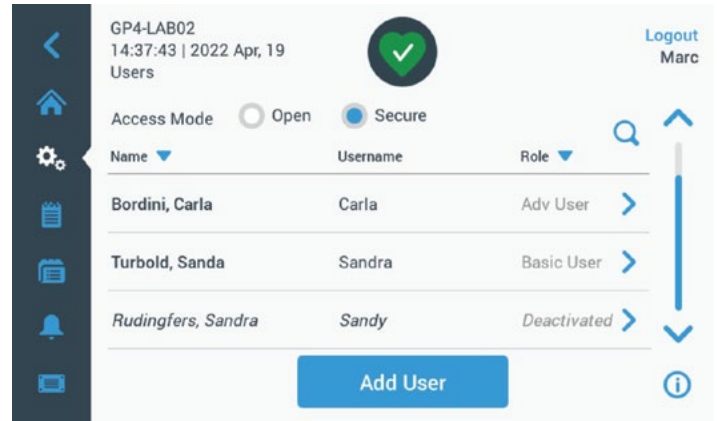 GP4-LAB02
14:37:43 | 2022 Apr, 19
Users
Logout
Marc
Access Mode Open Secure
Name Username Role
Bordini, Carla Carla Adv User
Turbold, Sanda Sandra Basic User
Rudingfers, Sandra Sandy Deactivated
Add User